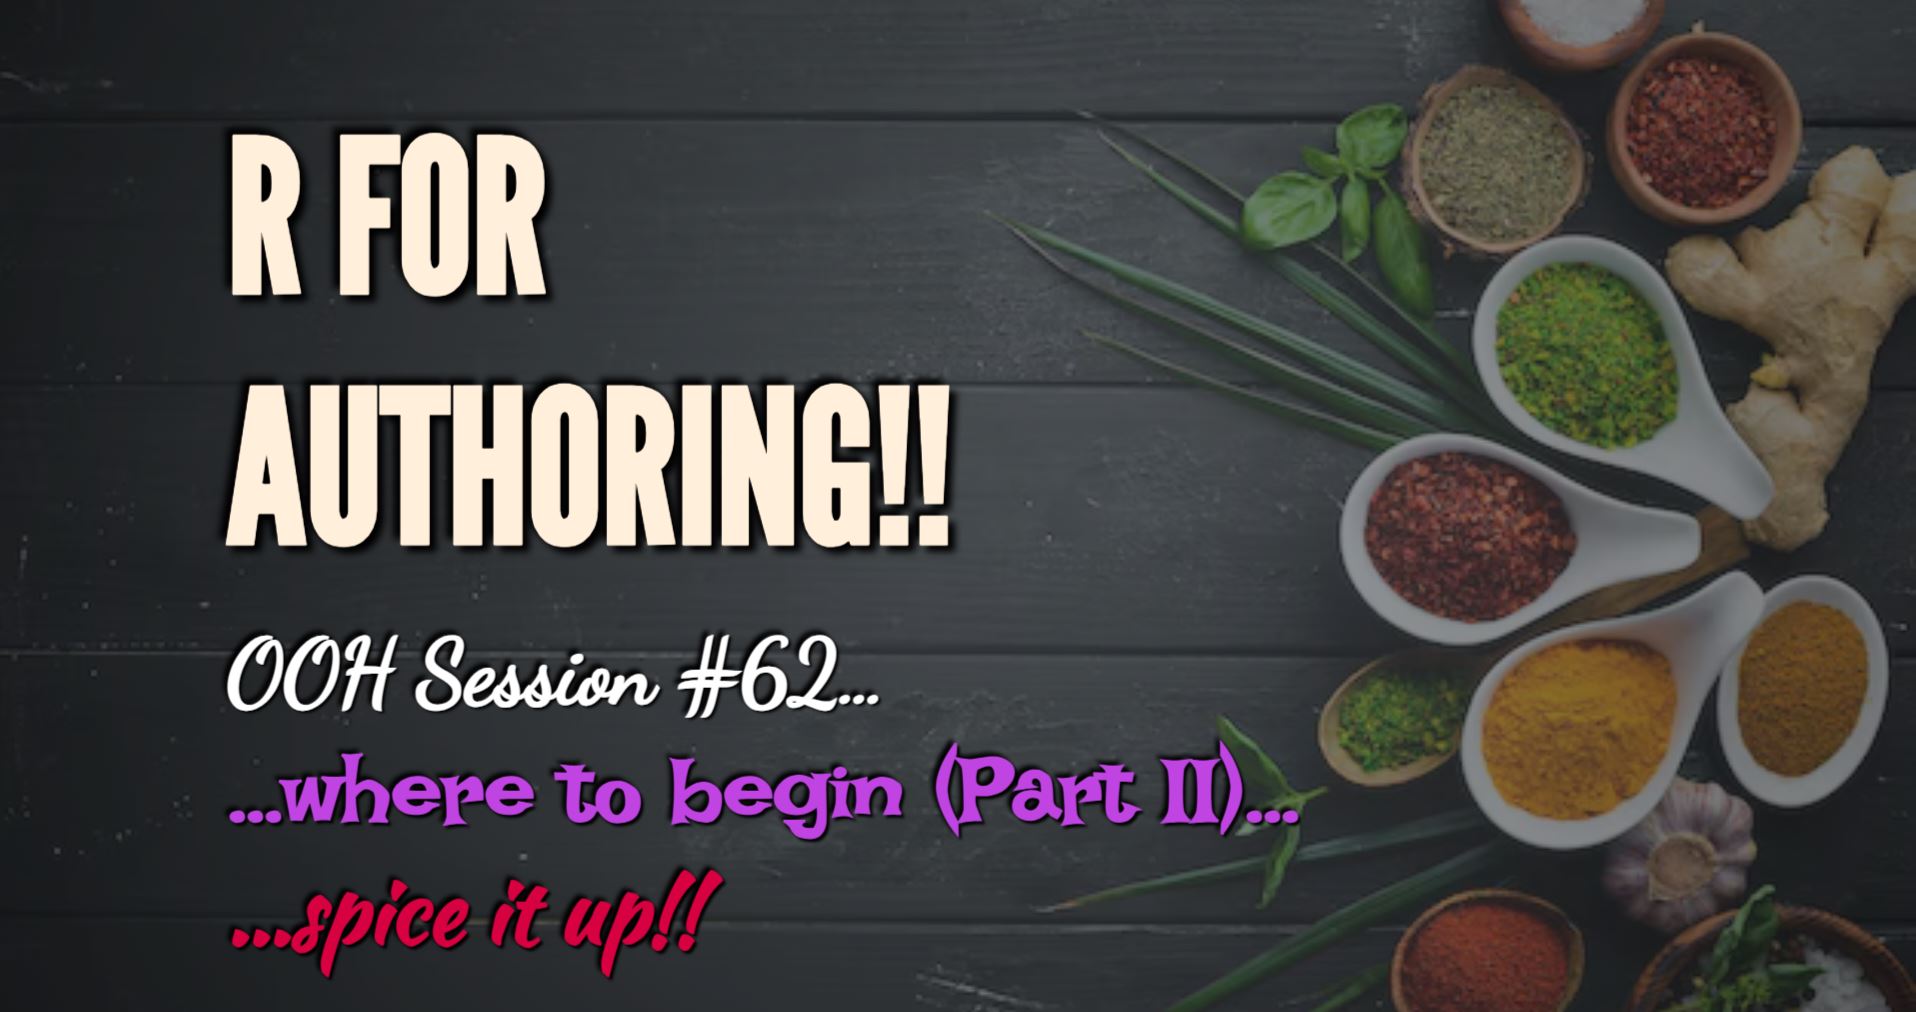 R FOR
AUTHORING!!
OOH Session #62...
...where to begin (Part II)...
...spice it up!!